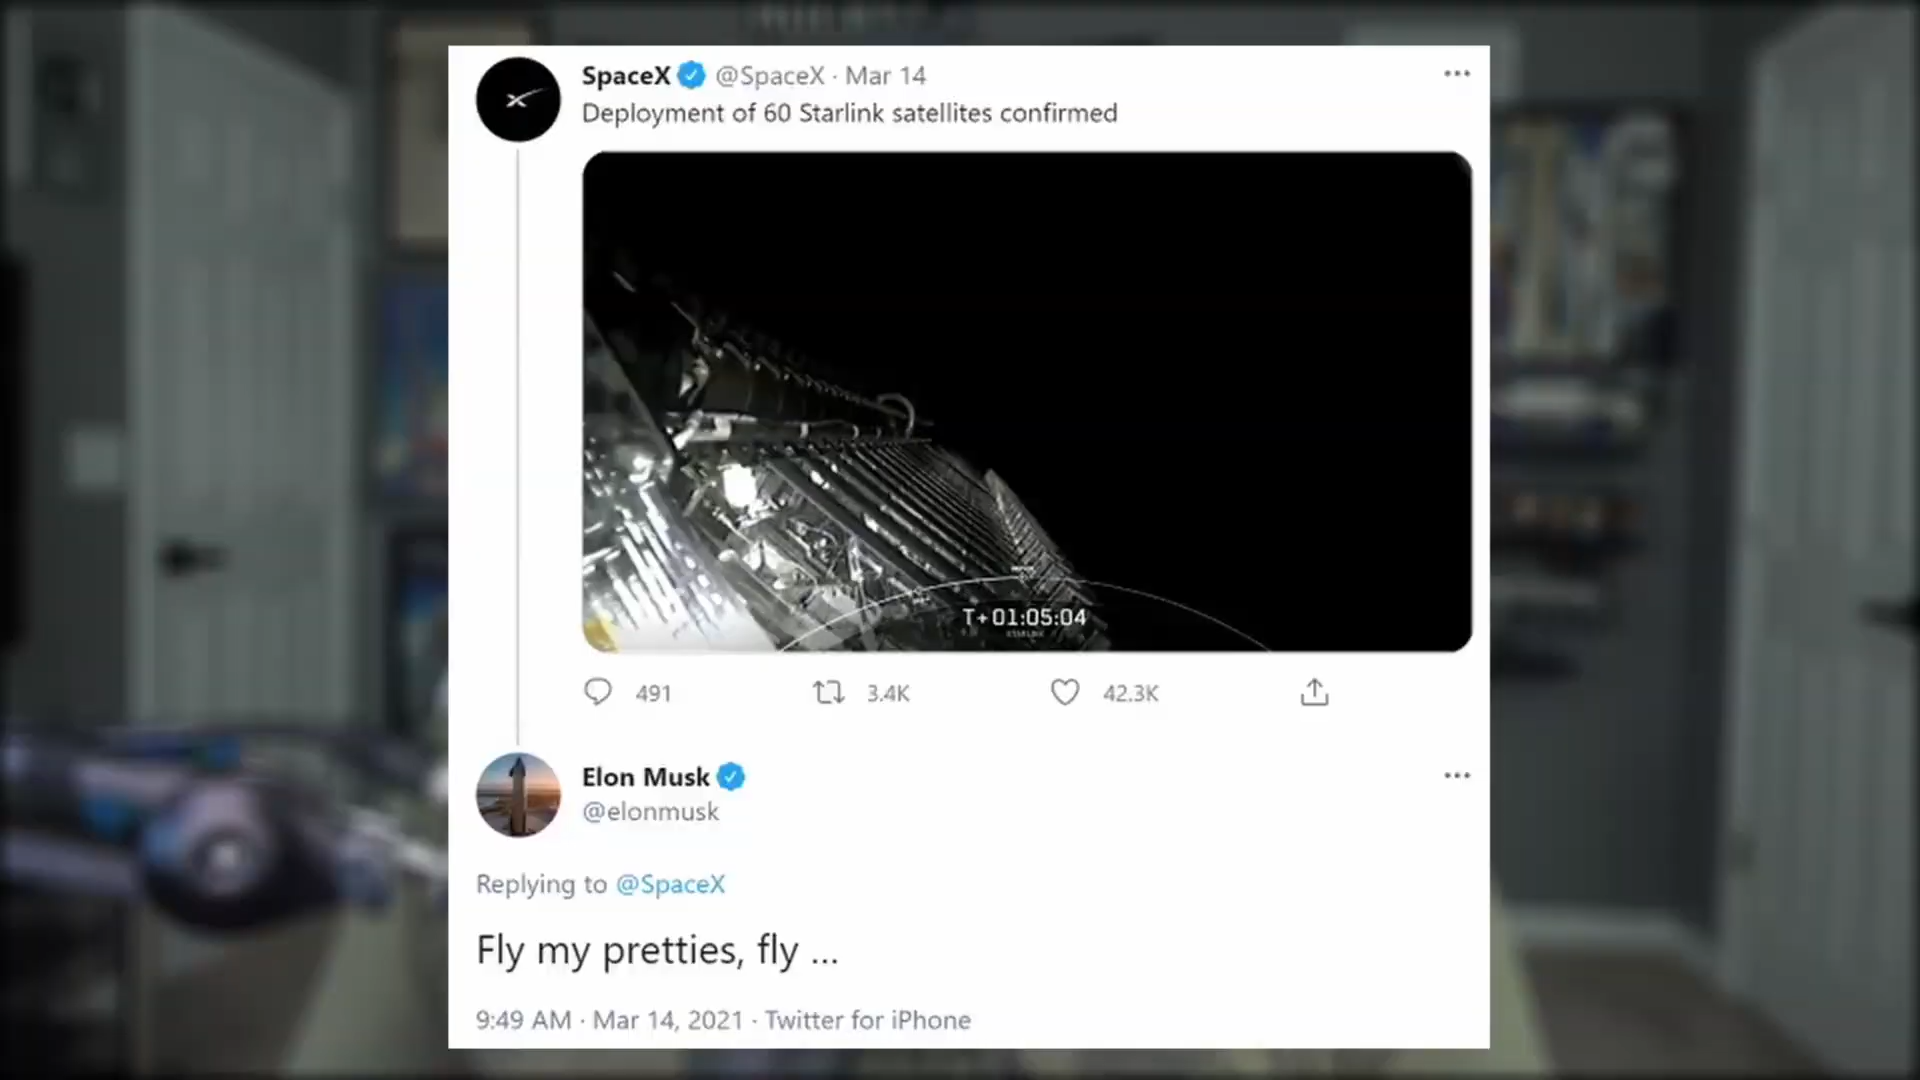 SpaceX @SpaceX · Mar 14
Deployment of 60 Starlink satellites confirmed
T+01:05:04
491 3.4K 42.3K
Elon Musk
@elonmusk
Replying to @SpaceX
Fly my pretties, fly ...
9:49 AM · Mar 14, 2021 · Twitter for iPhone